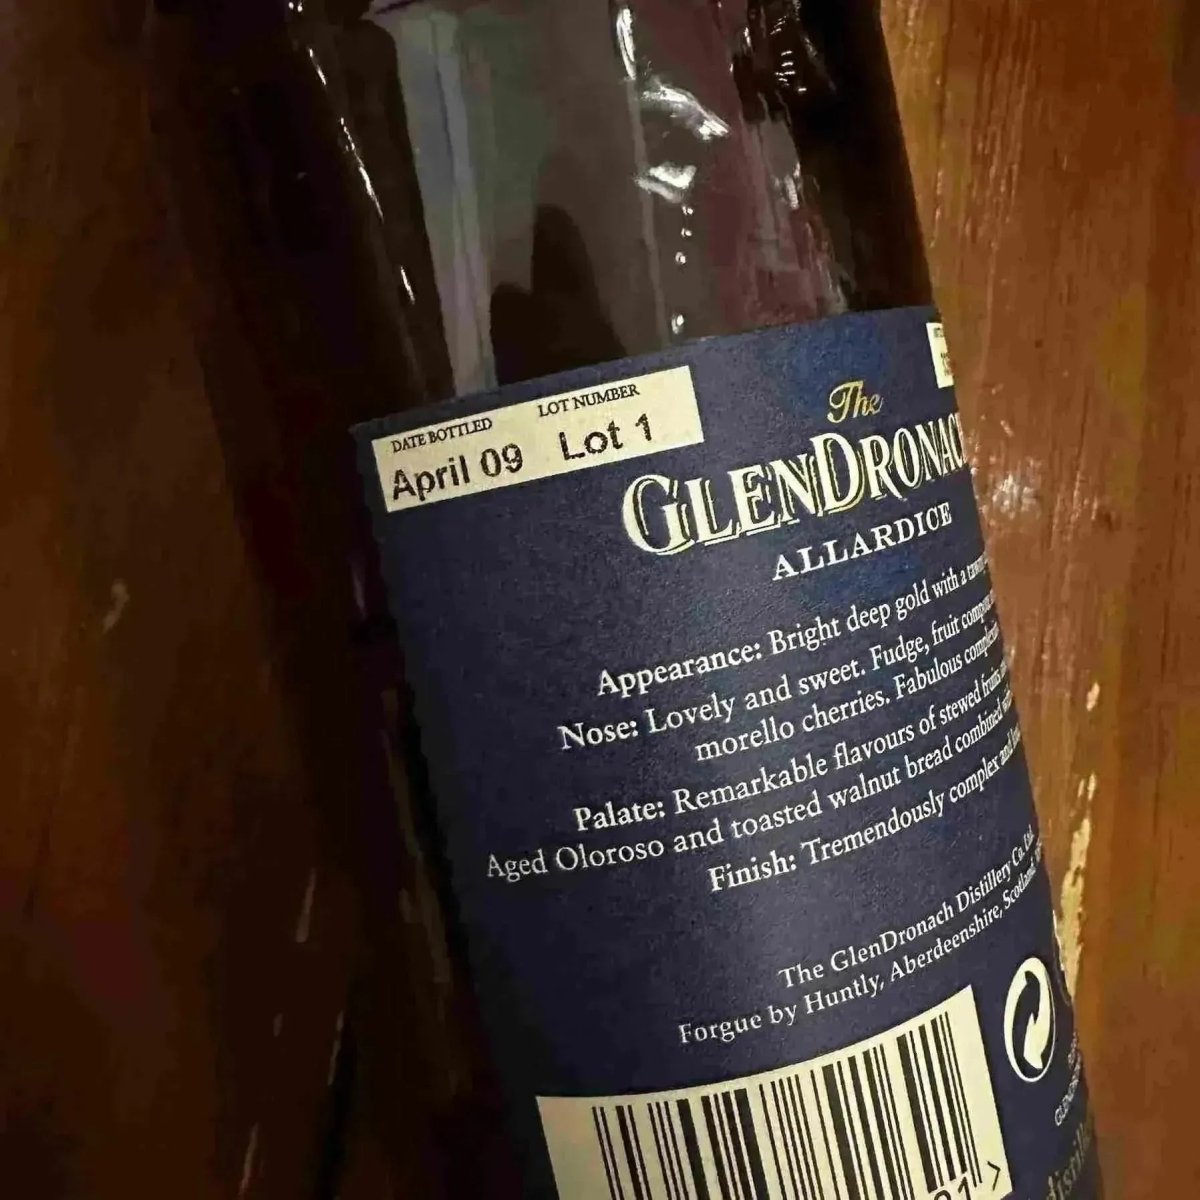 DATE BOTTLED LOT NUMBER
April 09 Lot 1
The
GLENDRONAC
ALLARDICE
Appearance: Bright deep gold with a
Nose: Lovely and sweet. Fudge, fruit
morello cherries. Fabulous
Palate: Remarkable flavours of stewed fruits
Aged Oloroso and toasted walnut bread combined
Finish: Tremendously complex and
The GlenDronach Distillery Co. Ltd.
Forgue by Huntly, Aberdeenshire, Scotland